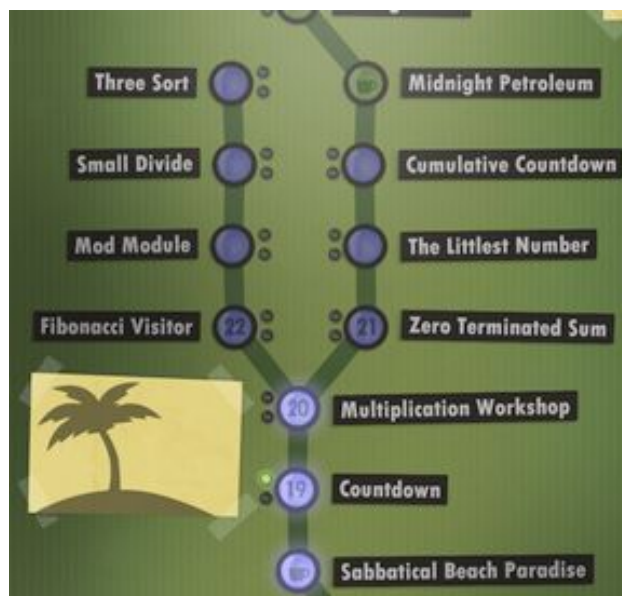 Three Sort
Midnight Petroleum
Small Divide
Cumulative Countdown
Mod Module
The Littlest Number
Fibonacci Visitor
22
21
Zero Terminated Sum
20
Multiplication Workshop
19
Countdown
Sabbatical Beach Paradise